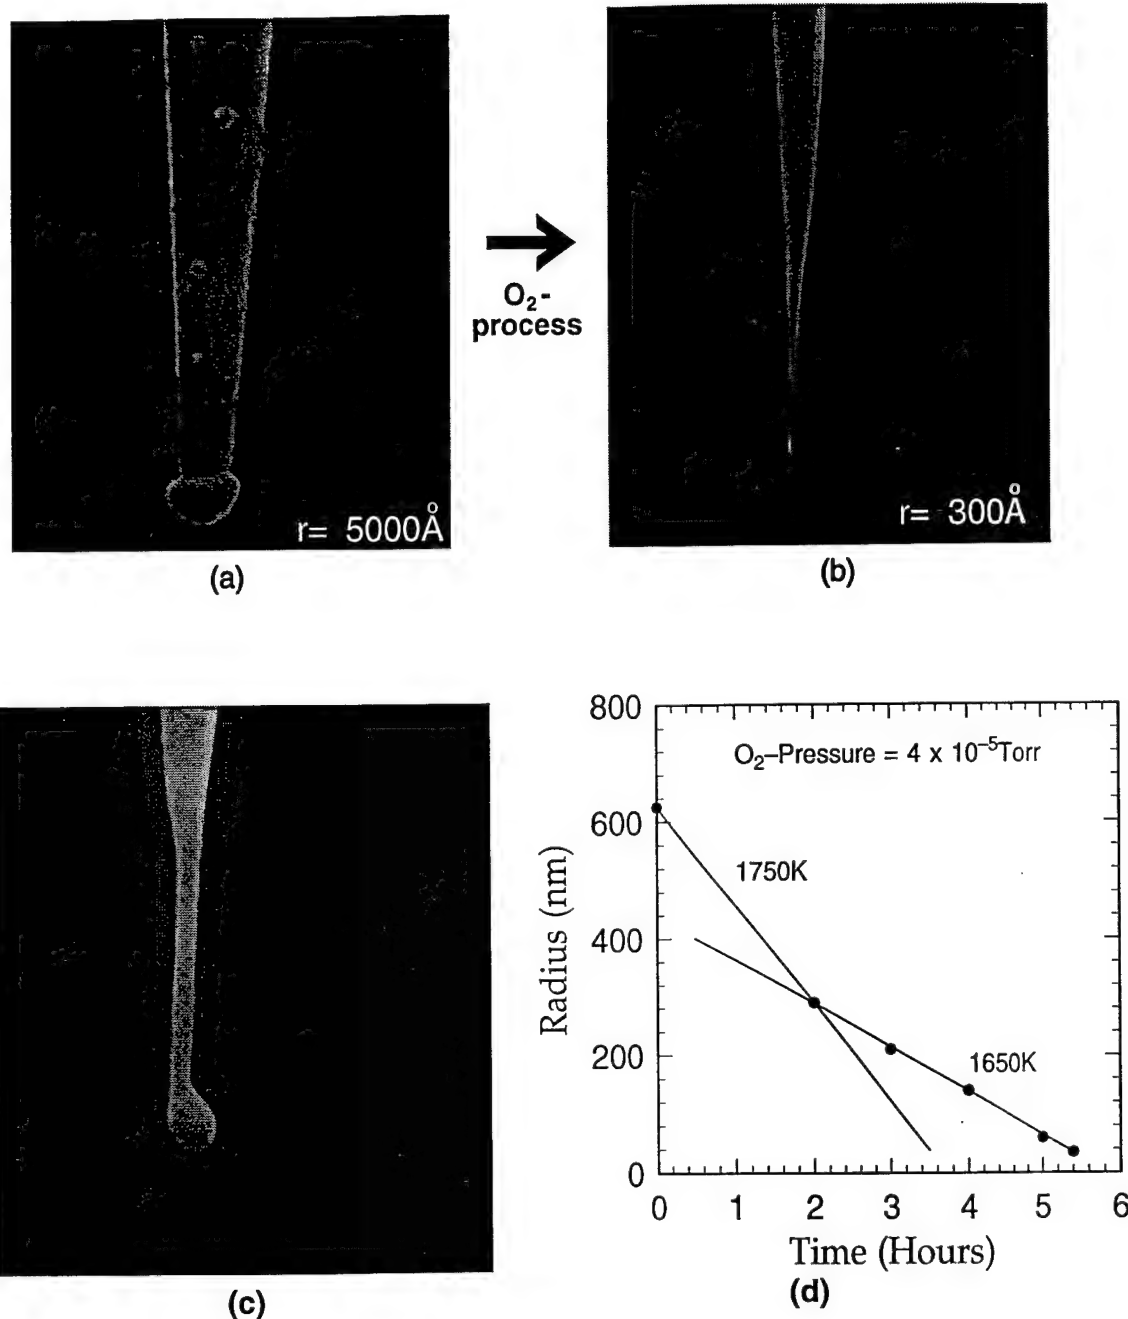 O₂-
process
r= 5000Å
r= 300Å
(a)
(b)
800
600
400
200
0
Radius (nm)
O₂–Pressure = 4 x 10⁻⁵Torr
1750K
1650K
0 1 2 3 4 5 6
Time (Hours)
(c)
(d)